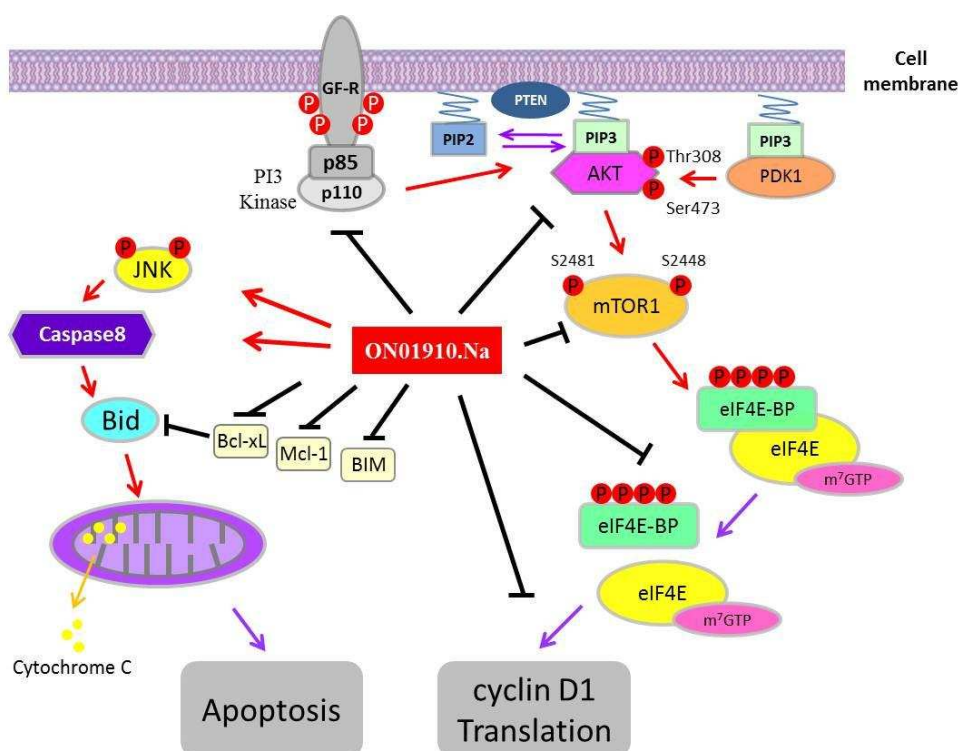 Cell
membrane
GF-R
P
P
P
P
p85
p110
PI3
Kinase
PTEN
PIP2
PIP3
AKT
P
P
Thr308
Ser473
PIP3
PDK1
P
P
JNK
Caspase8
Bid
S2481
S2448
P
P
mTOR1
ON01910.Na
Bcl-xL
Mcl-1
BIM
P P P P
eIF4E-BP
eIF4E
m⁷GTP
P P P P
eIF4E-BP
eIF4E
m⁷GTP
Cytochrome C
Apoptosis
cyclin D1
Translation